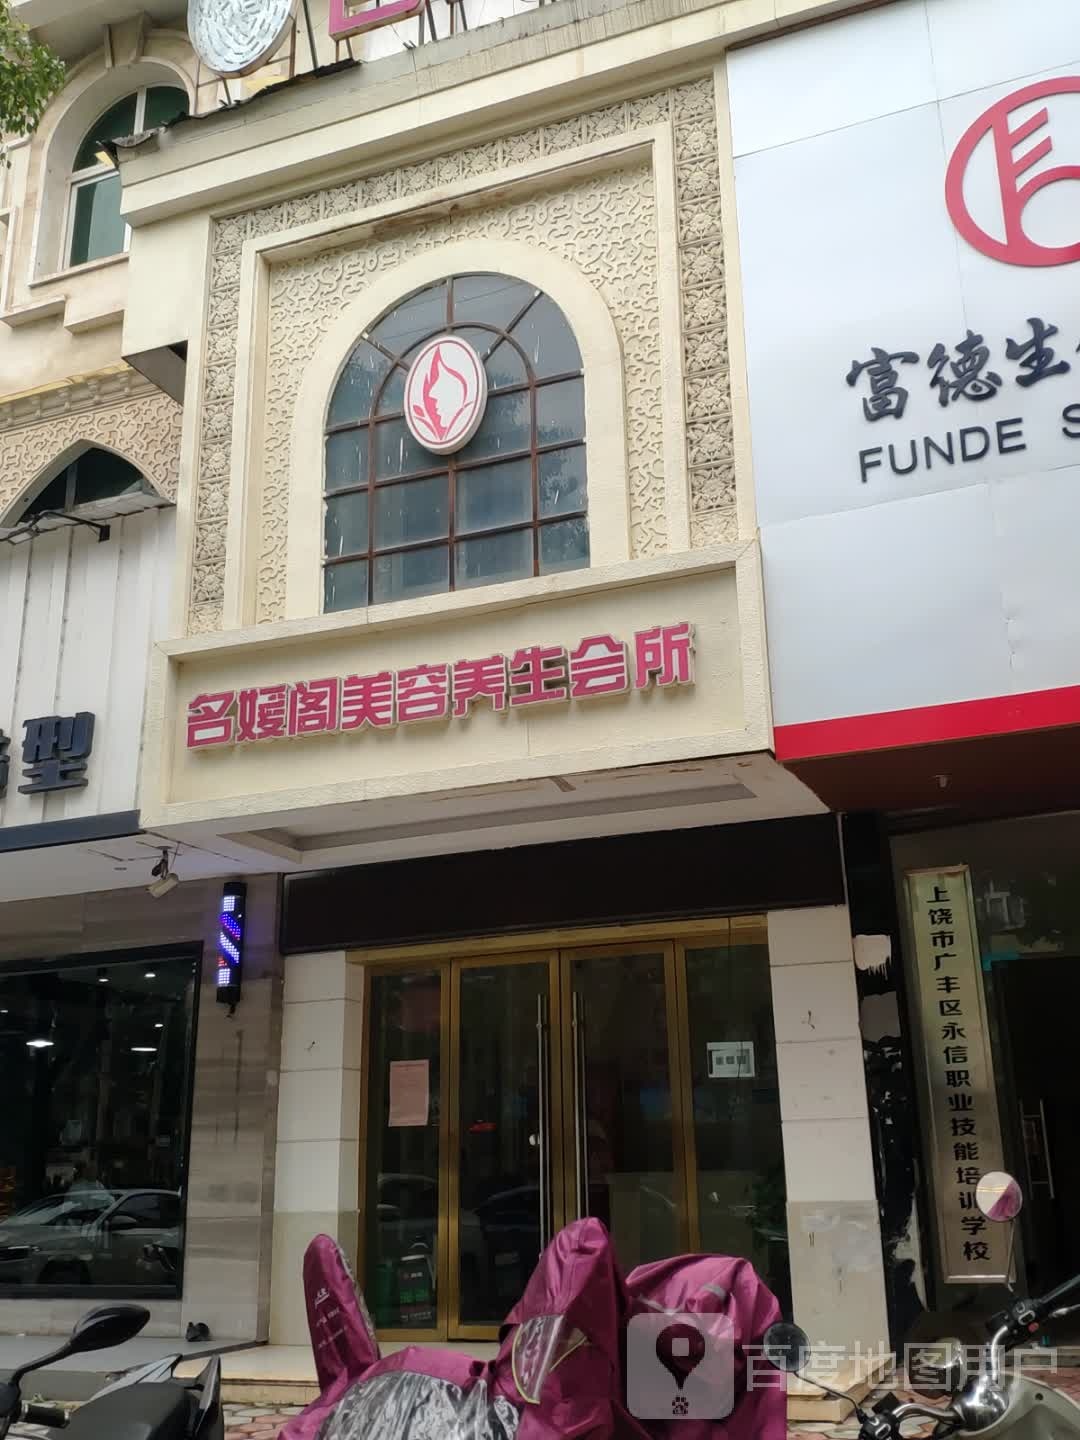 富德生
FUNDE S
名媛阁美容养生会所
型
上饶市广丰区永信职业技能培训学校
百度地图用户